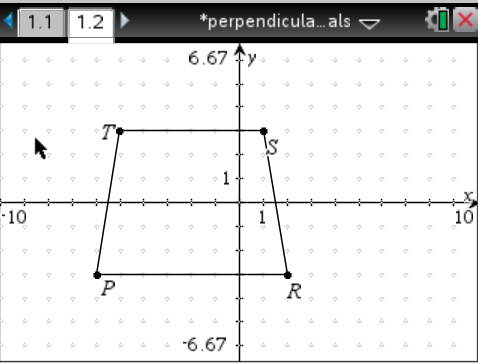 1.1 1.2 *perpendicula…als
6.67 y
T
S
1
x
-10 1 10
P R
-6.67